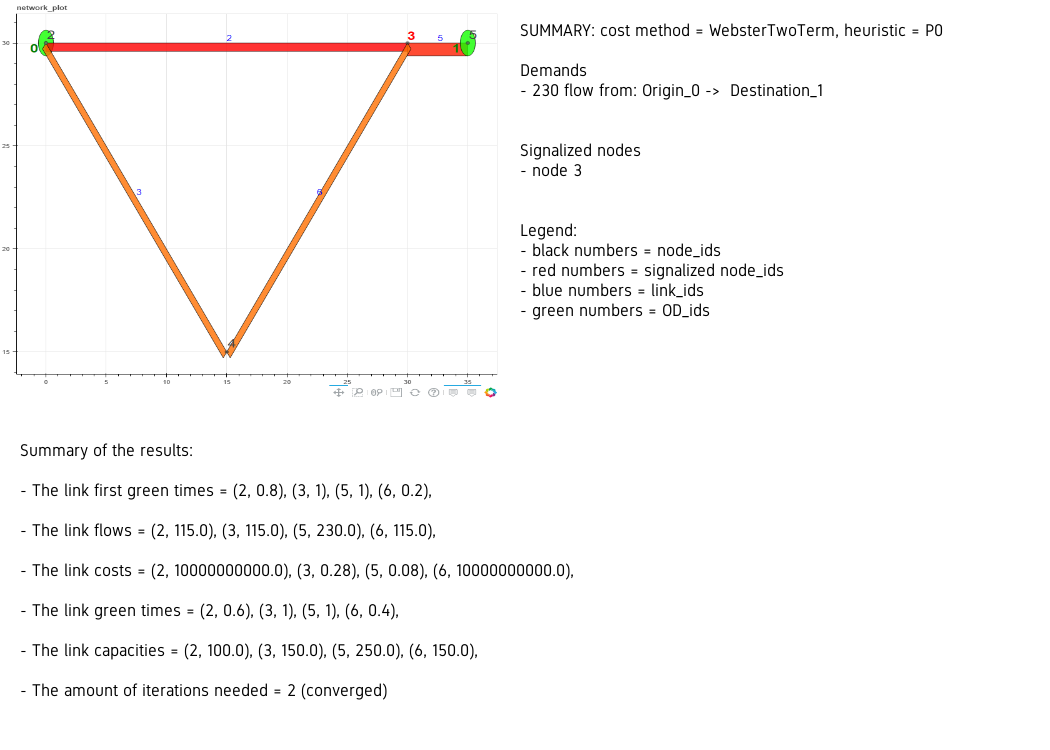 network_plot
2
0
2
3
5
1
5
3
6
4
30
25
20
15
0
5
10
15
20
25
30
35
SUMMARY: cost method = WebsterTwoTerm, heuristic = P0
Demands
- 230 flow from: Origin_0 -> Destination_1
Signalized nodes
- node 3
Legend:
- black numbers = node_ids
- red numbers = signalized node_ids
- blue numbers = link_ids
- green numbers = OD_ids
Summary of the results:
- The link first green times = (2, 0.8), (3, 1), (5, 1), (6, 0.2),
- The link flows = (2, 115.0), (3, 115.0), (5, 230.0), (6, 115.0),
- The link costs = (2, 10000000000.0), (3, 0.28), (5, 0.08), (6, 10000000000.0),
- The link green times = (2, 0.6), (3, 1), (5, 1), (6, 0.4),
- The link capacities = (2, 100.0), (3, 150.0), (5, 250.0), (6, 150.0),
- The amount of iterations needed = 2 (converged)